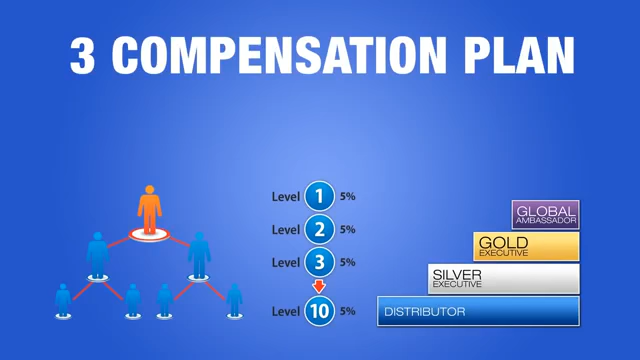 3 COMPENSATION PLAN
Level 1 5%
Level 2 5%
Level 3 5%
Level 10 5%
GLOBAL
AMBASSADOR
GOLD
EXECUTIVE
SILVER
EXECUTIVE
DISTRIBUTOR